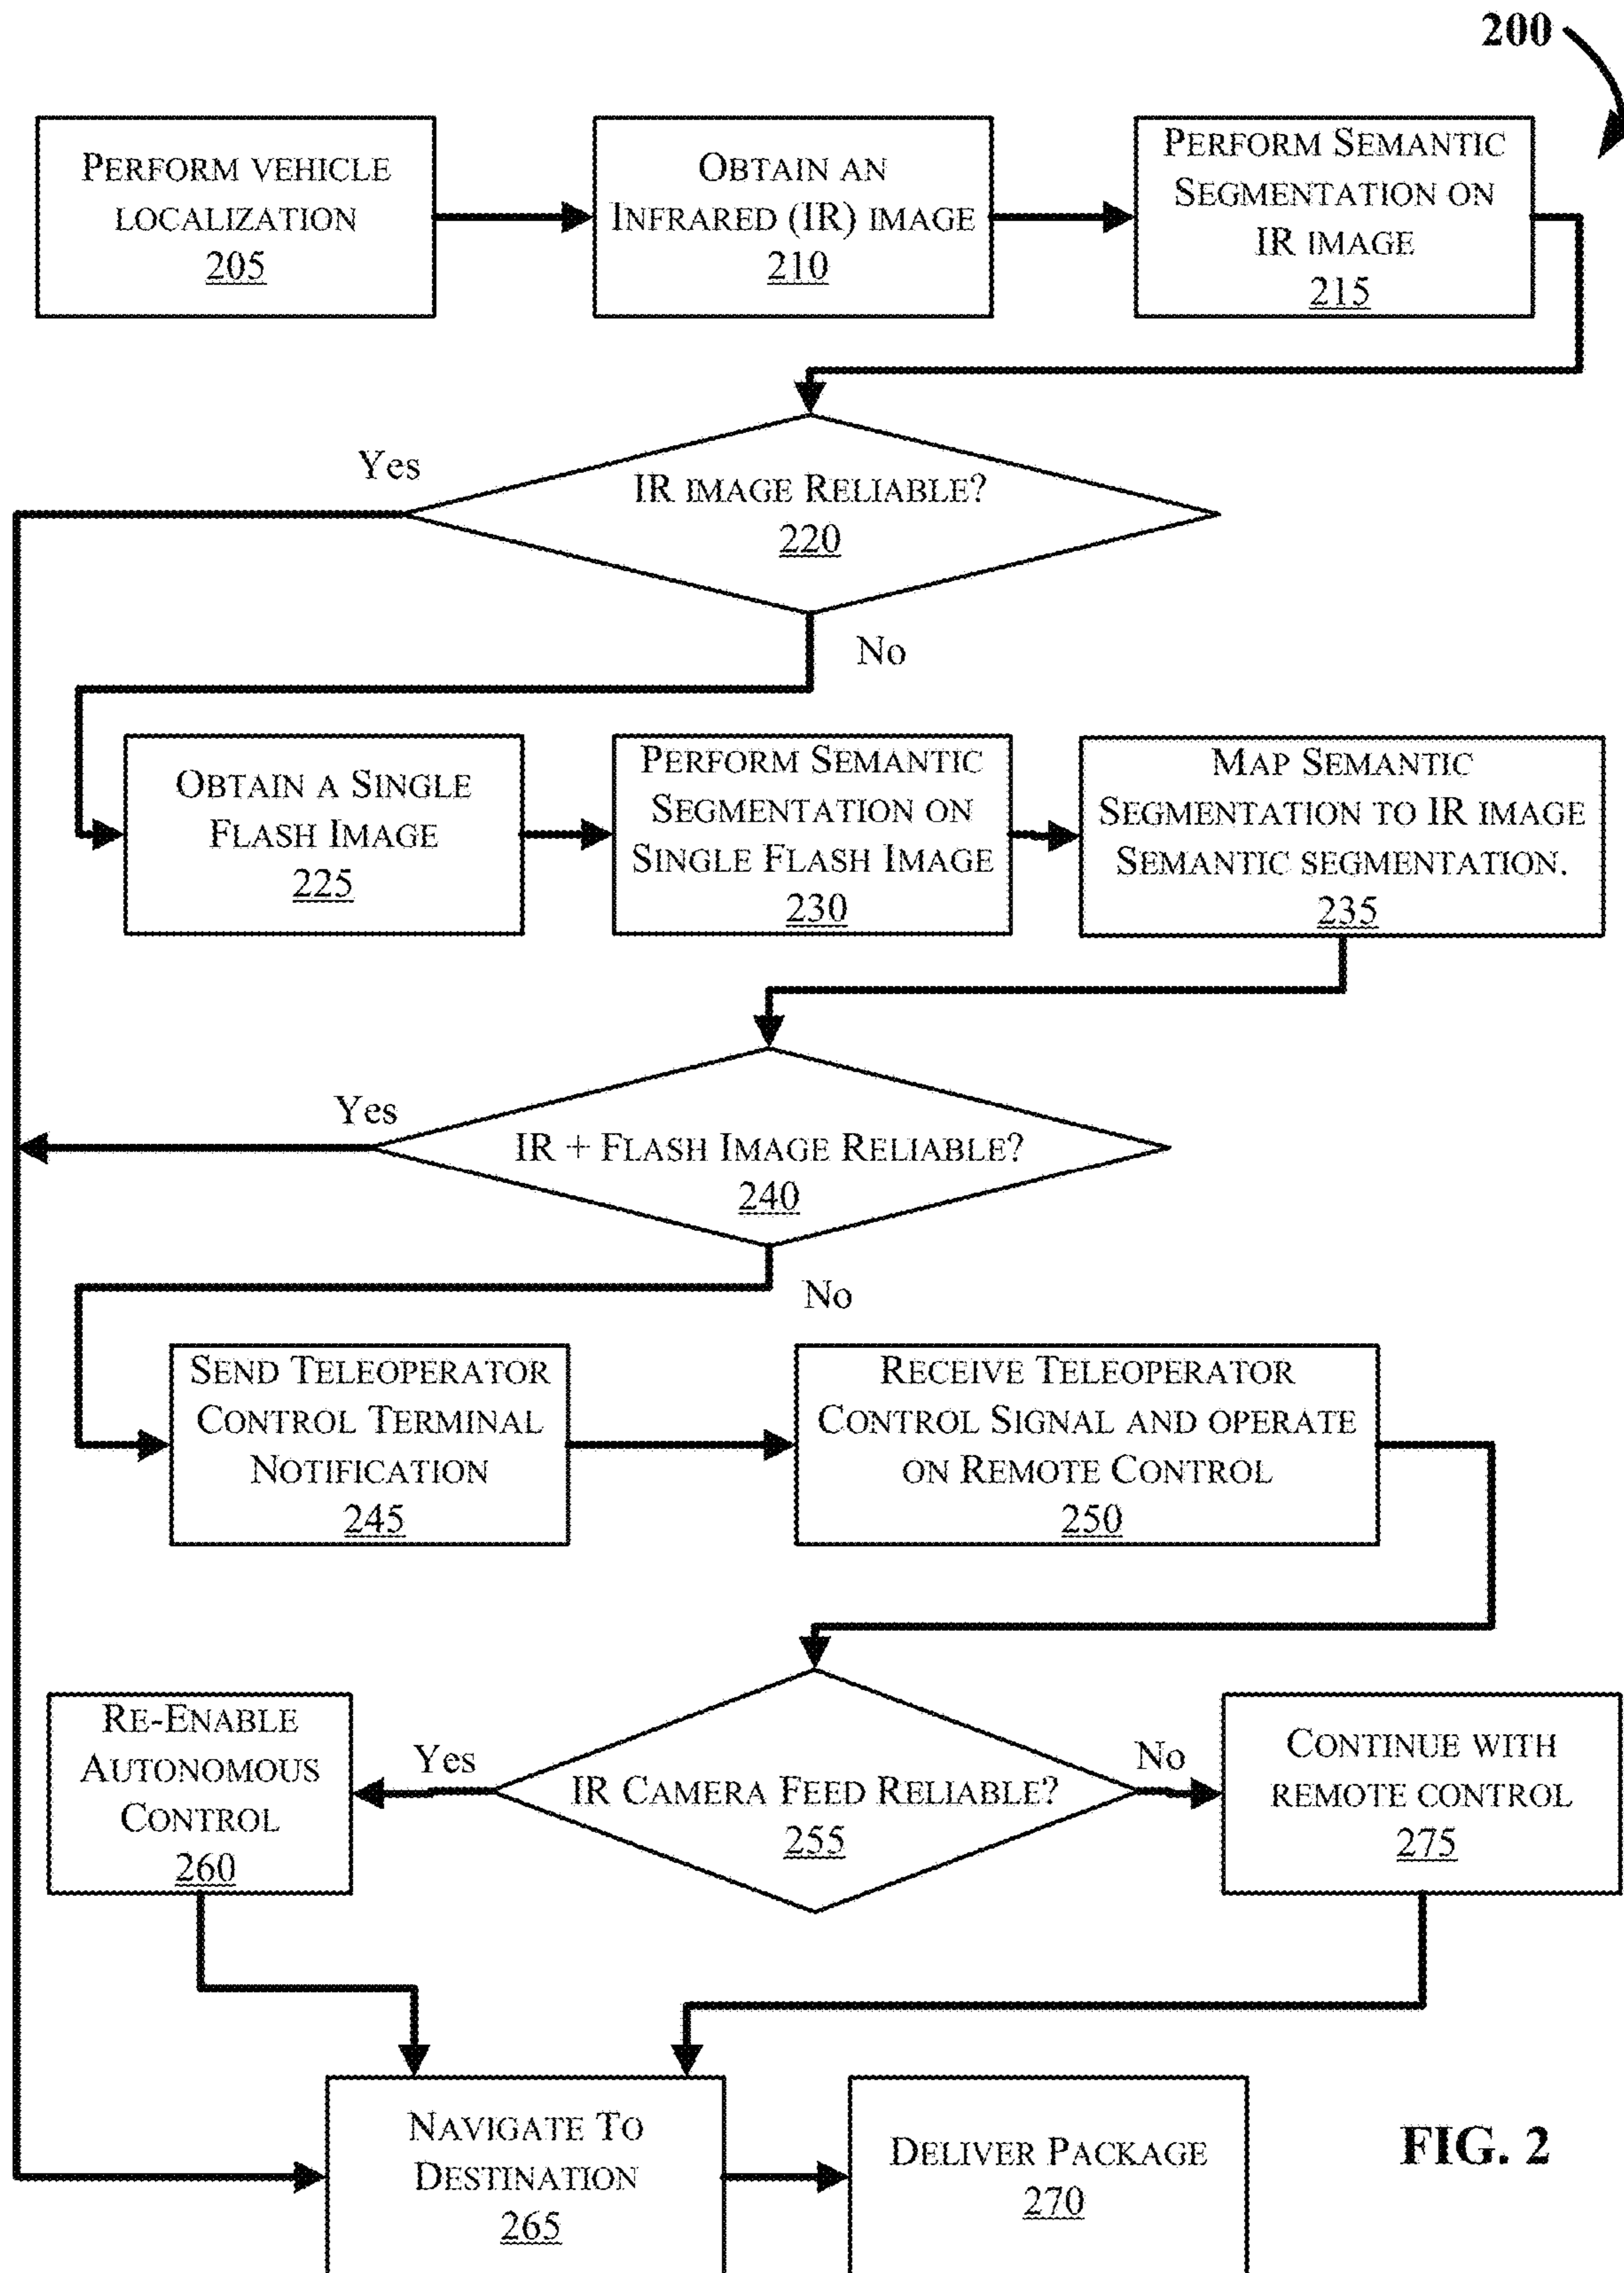 200
PERFORM VEHICLE
LOCALIZATION
205
OBTAIN AN
INFRARED (IR) IMAGE
210
PERFORM SEMANTIC
SEGMENTATION ON
IR IMAGE
215
Yes
IR IMAGE RELIABLE?
220
No
OBTAIN A SINGLE
FLASH IMAGE
225
PERFORM SEMANTIC
SEGMENTATION ON
SINGLE FLASH IMAGE
230
MAP SEMANTIC
SEGMENTATION TO IR IMAGE
SEMANTIC SEGMENTATION.
235
Yes
IR + FLASH IMAGE RELIABLE?
240
No
SEND TELEOPERATOR
CONTROL TERMINAL
NOTIFICATION
245
RECEIVE TELEOPERATOR
CONTROL SIGNAL AND OPERATE
ON REMOTE CONTROL
250
RE-ENABLE
AUTONOMOUS
CONTROL
260
Yes
IR CAMERA FEED RELIABLE?
255
No
CONTINUE WITH
REMOTE CONTROL
275
NAVIGATE TO
DESTINATION
265
DELIVER PACKAGE
270
FIG. 2